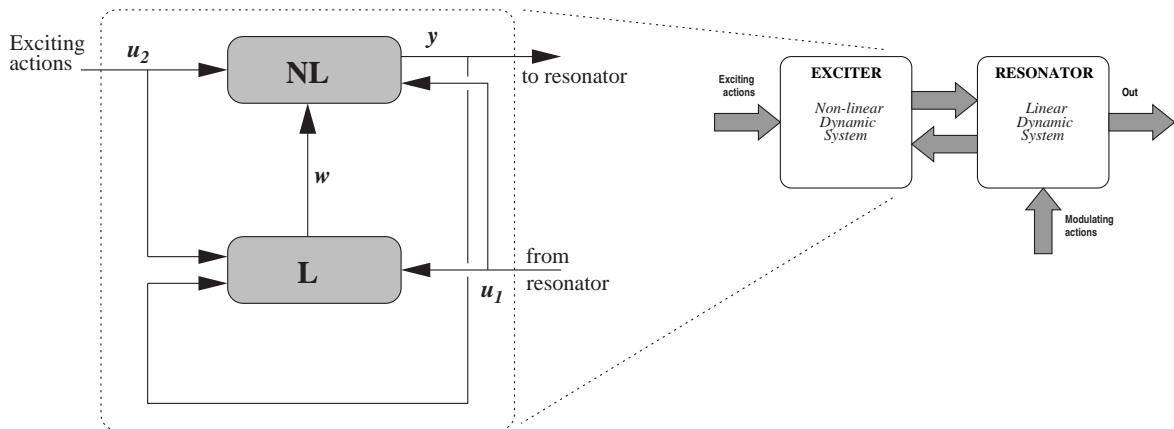 Exciting
actions
u2
NL
y
to resonator
w
L
from
resonator
u1
Exciting
actions
EXCITER
Non-linear
Dynamic
System
RESONATOR
Linear
Dynamic
System
Out
Modulating
actions